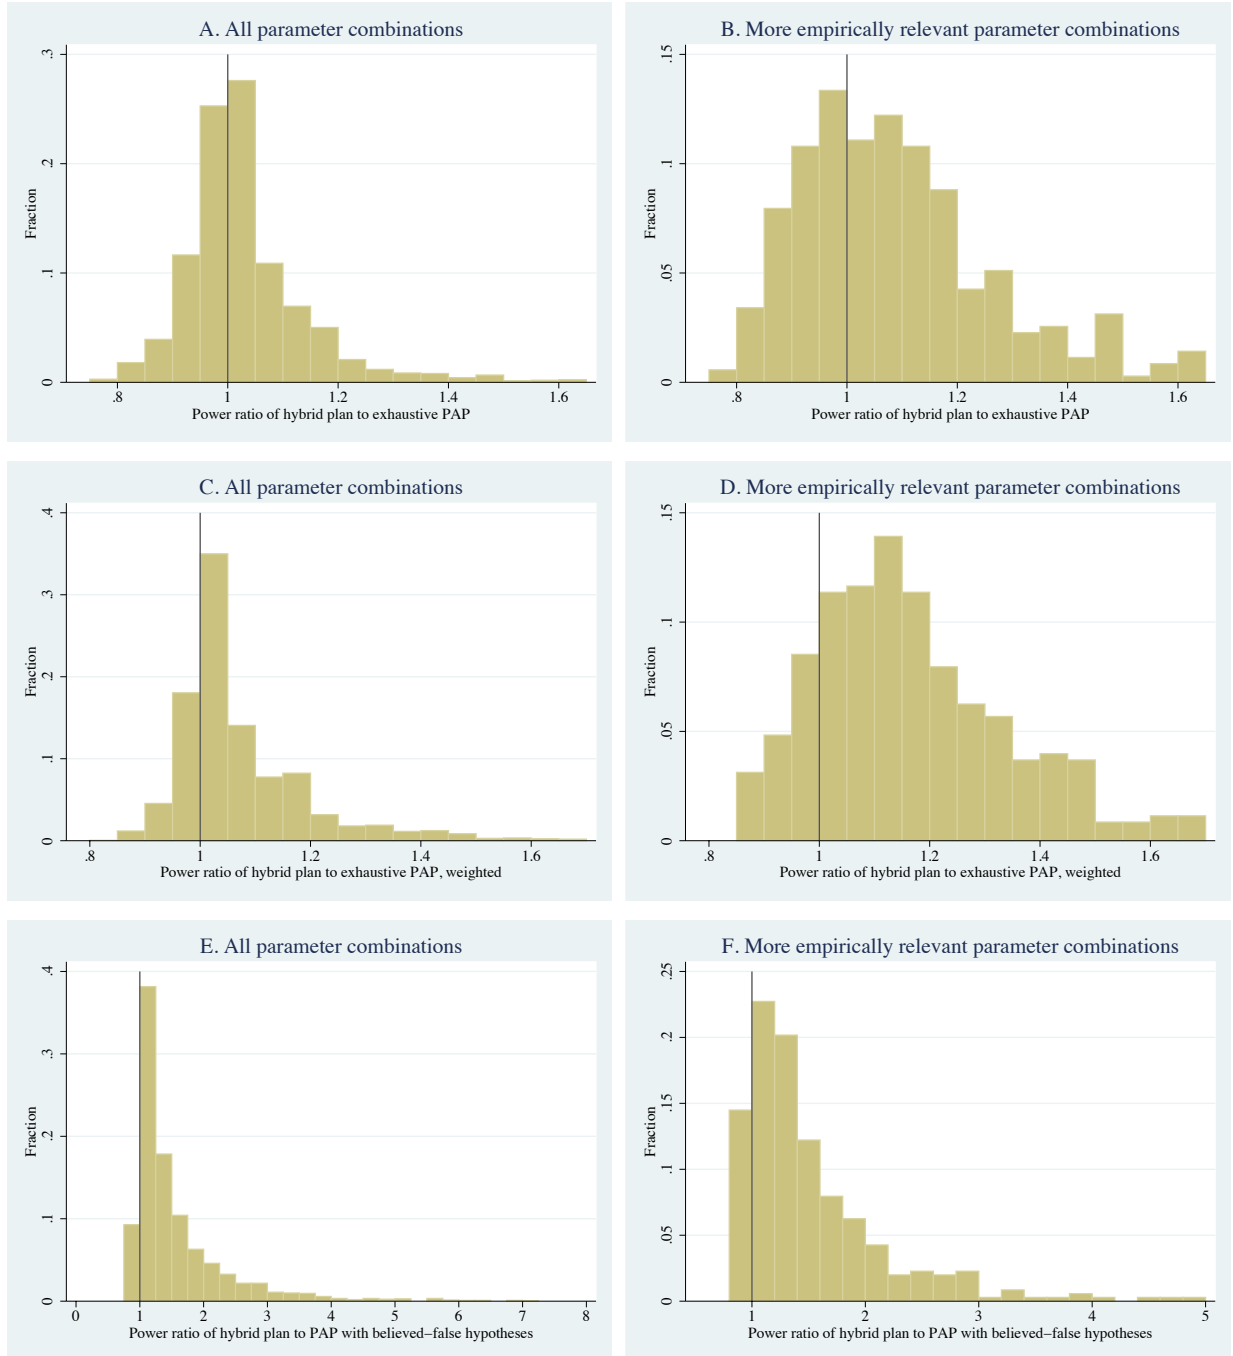 A. All parameter combinations
.3
.2
.1
0
Fraction
.8 1 1.2 1.4 1.6
Power ratio of hybrid plan to exhaustive PAP
B. More empirically relevant parameter combinations
.15
.1
.05
0
Fraction
.8 1 1.2 1.4 1.6
Power ratio of hybrid plan to exhaustive PAP
C. All parameter combinations
.4
.3
.2
.1
0
Fraction
.8 1 1.2 1.4 1.6
Power ratio of hybrid plan to exhaustive PAP, weighted
D. More empirically relevant parameter combinations
.15
.1
.05
0
Fraction
.8 1 1.2 1.4 1.6
Power ratio of hybrid plan to exhaustive PAP, weighted
E. All parameter combinations
.4
.3
.2
.1
0
Fraction
0 1 2 3 4 5 6 7 8
Power ratio of hybrid plan to PAP with believed−false hypotheses
F. More empirically relevant parameter combinations
.25
.2
.15
.1
.05
0
Fraction
1 2 3 4 5
Power ratio of hybrid plan to PAP with believed−false hypotheses